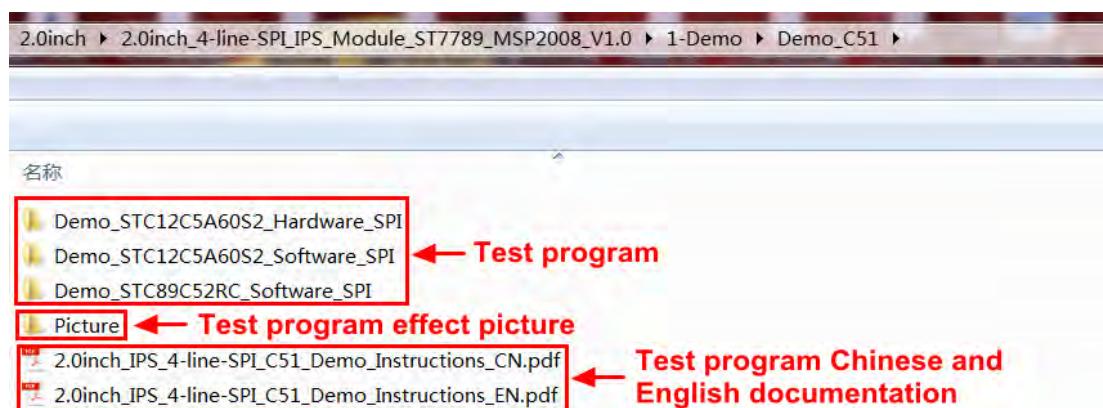 2.0inch ▸ 2.0inch_4-line-SPI_IPS_Module_ST7789_MSP2008_V1.0 ▸ 1-Demo ▸ Demo_C51 ▸
名称
Demo_STC12C5A60S2_Hardware_SPI
Demo_STC12C5A60S2_Software_SPI
Test program
Demo_STC89C52RC_Software_SPI
Picture
Test program effect picture
2.0inch_IPS_4-line-SPI_C51_Demo_Instructions_CN.pdf
2.0inch_IPS_4-line-SPI_C51_Demo_Instructions_EN.pdf
Test program Chinese and
English documentation